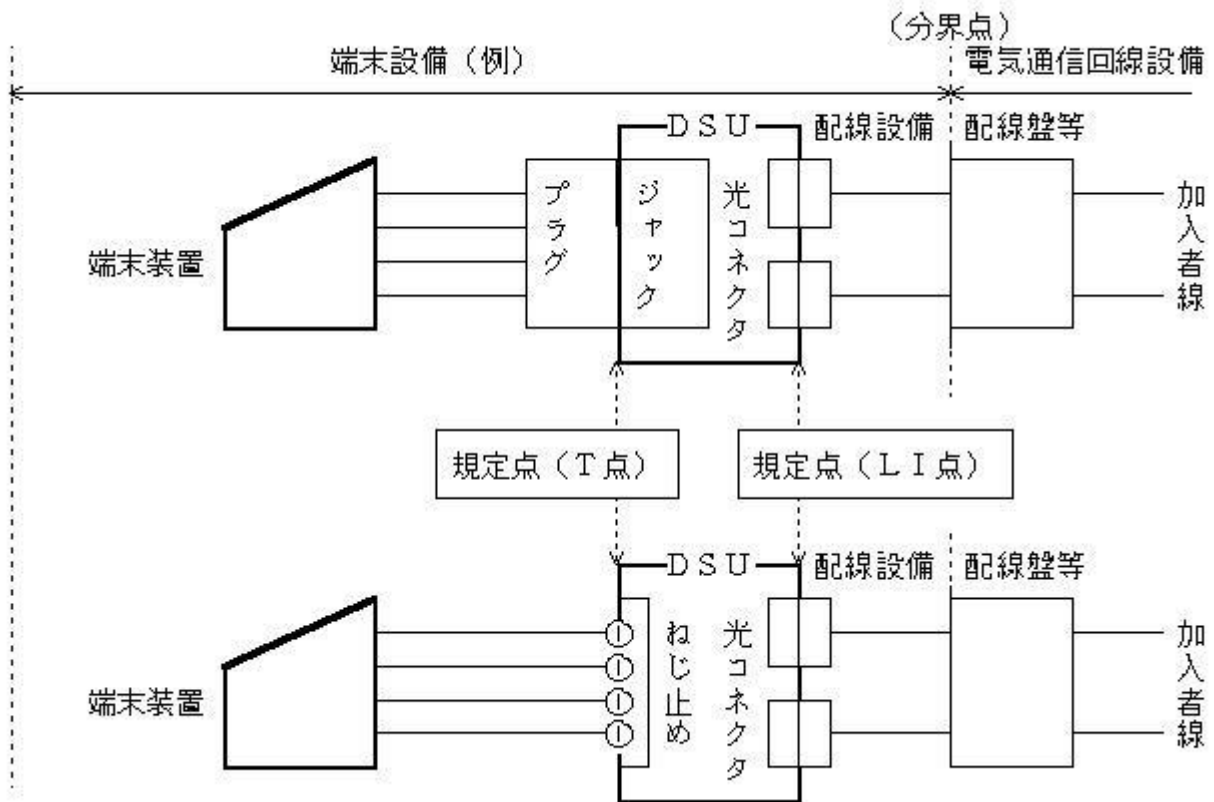 (分界点)
端末設備(例)
電気通信回線設備
DSU
配線設備
配線盤等
プラグ
ジャック
光コネクタ
加入者線
端末装置
規定点(T点)
規定点(LI点)
DSU
配線設備
配線盤等
ねじ止め
光コネクタ
加入者線
端末装置